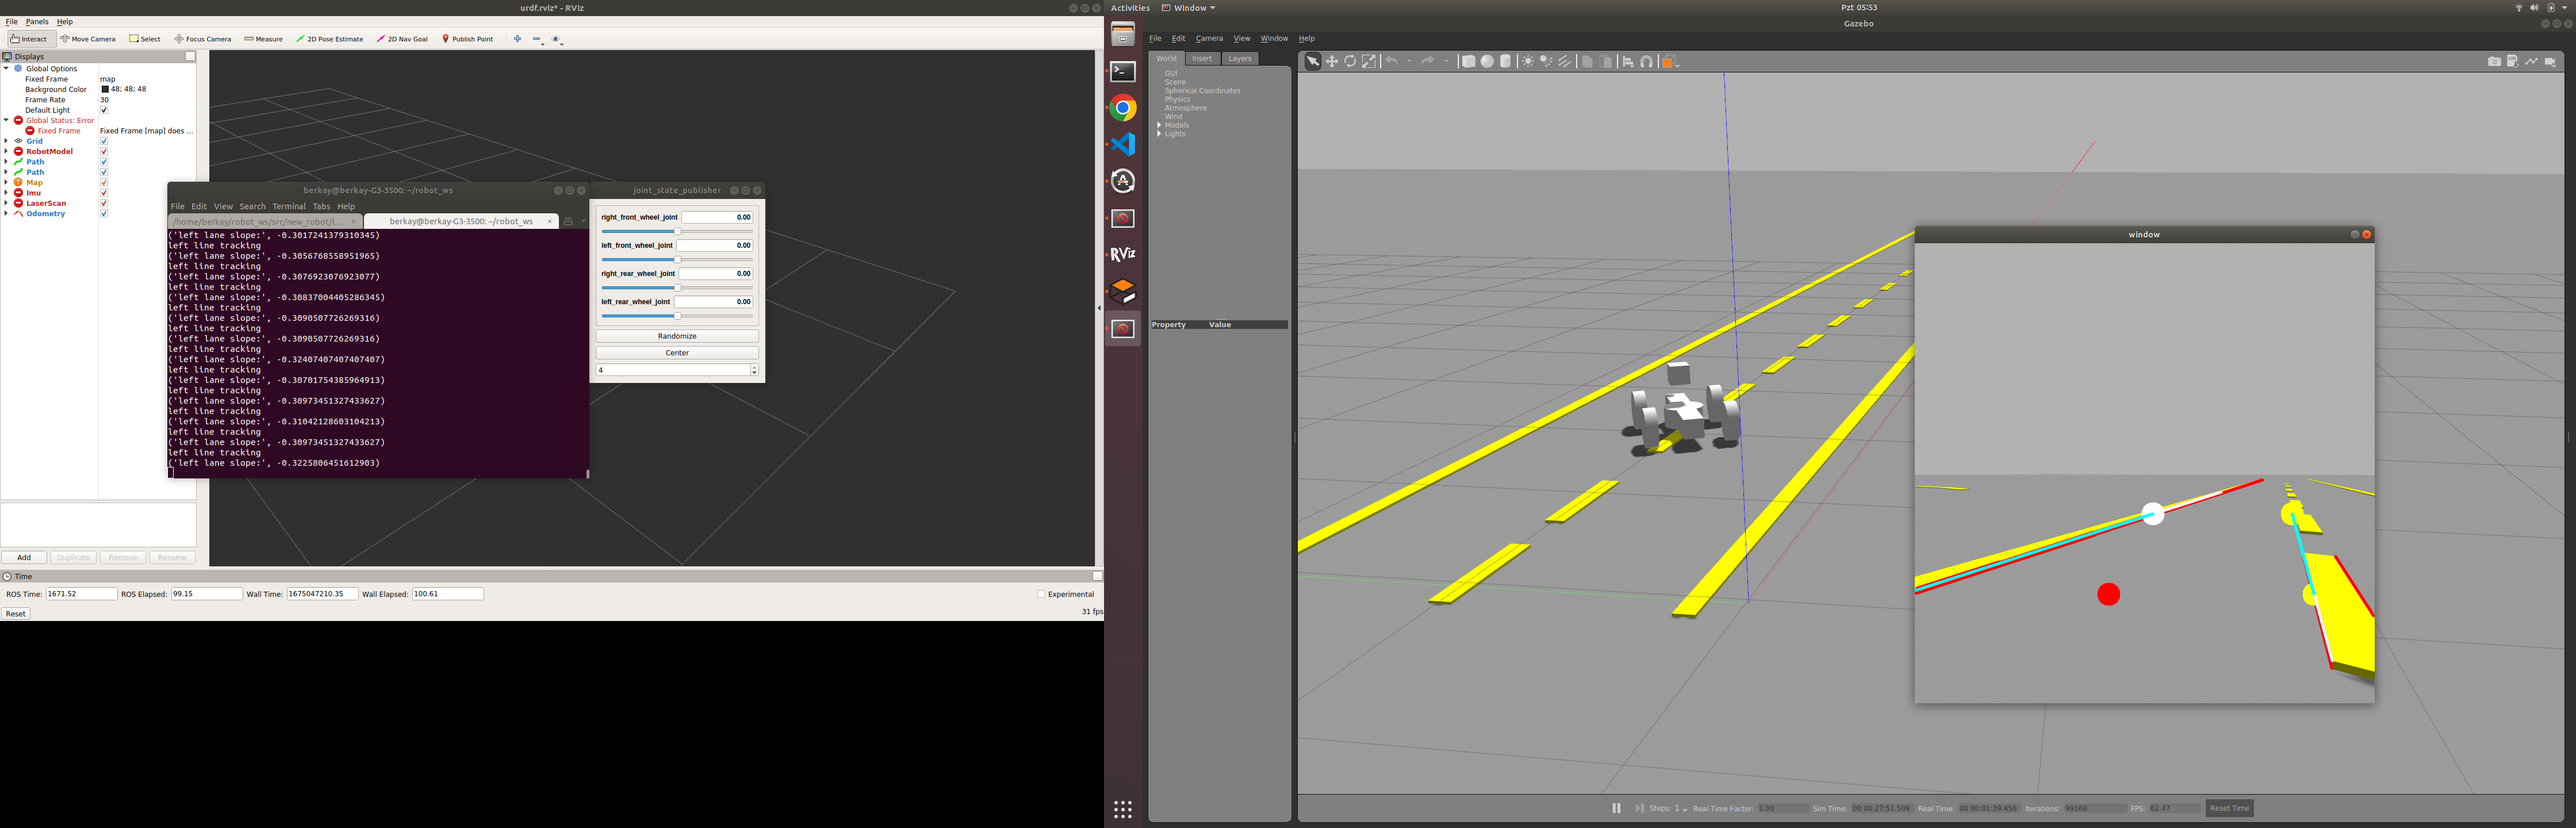 urdf.rviz* - RViz
File Panels Help
Interact Move Camera Select Focus Camera Measure 2D Pose Estimate 2D Nav Goal Publish Point
Displays
Global Options
Fixed Frame map
Background Color 48; 48; 48
Frame Rate 30
Default Light
Global Status: Error
Fixed Frame Fixed Frame [map] does ...
Grid
RobotModel
Path
Path
Map
Imu
LaserScan
Odometry
Add Duplicate Remove Rename
Time
ROS Time: 1671.52 ROS Elapsed: 99.15 Wall Time: 1675047210.35 Wall Elapsed: 100.61 Experimental
Reset 31 fps
berkay@berkay-G3-3500: ~/robot_ws
File Edit View Search Terminal Tabs Help
/home/berkay/robot_ws/src/new_robot/l... × berkay@berkay-G3-3500: ~/robot_ws ×
('left lane slope:', -0.3017241379310345)
left line tracking
('left lane slope:', -0.3056768558951965)
left line tracking
('left lane slope:', -0.3076923076923077)
left line tracking
('left lane slope:', -0.30837004405286345)
left line tracking
('left lane slope:', -0.3090507726269316)
left line tracking
('left lane slope:', -0.3090507726269316)
left line tracking
('left lane slope:', -0.32407407407407407)
left line tracking
('left lane slope:', -0.30701754385964913)
left line tracking
('left lane slope:', -0.30973451327433627)
left line tracking
('left lane slope:', -0.31042128603104213)
left line tracking
('left lane slope:', -0.30973451327433627)
left line tracking
('left lane slope:', -0.3225806451612903)
joint_state_publisher
right_front_wheel_joint 0.00
left_front_wheel_joint 0.00
right_rear_wheel_joint 0.00
left_rear_wheel_joint 0.00
Randomize
Center
4
Activities Window Pzt 05:53
RViz
Gazebo
File Edit Camera View Window Help
World Insert Layers
GUI
Scene
Spherical Coordinates
Physics
Atmosphere
Wind
Models
Lights
Property Value
window
Steps: 1 Real Time Factor: 1.00 Sim Time: 00 00:27:51.509 Real Time: 00 00:01:39.456 Iterations: 99168 FPS: 62.47 Reset Time